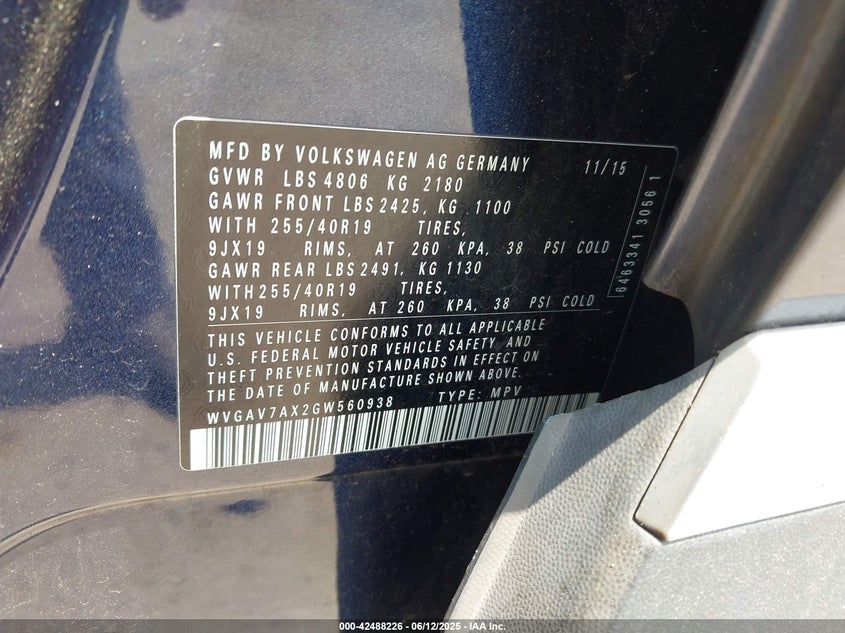 MFD BY VOLKSWAGEN AG GERMANY 11/15
GVWR LBS 4806 KG 2180
GAWR FRONT LBS 2425, KG 1100
WITH 255/40R19 TIRES,
9JX19 RIMS, AT 260 KPA, 38 PSI COLD
GAWR REAR LBS 2491, KG 1130
WITH 255/40R19 TIRES,
9JX19 RIMS, AT 260 KPA, 38 PSI COLD
THIS VEHICLE CONFORMS TO ALL APPLICABLE
U.S. FEDERAL MOTOR VEHICLE SAFETY AND
THEFT PREVENTION STANDARDS IN EFFECT ON
THE DATE OF MANUFACTURE SHOWN ABOVE.
WVGAV7AX2GW560938 TYPE: MPV
6463341 3056 1
000-42488226 - 06/12/2025 - IAA Inc.